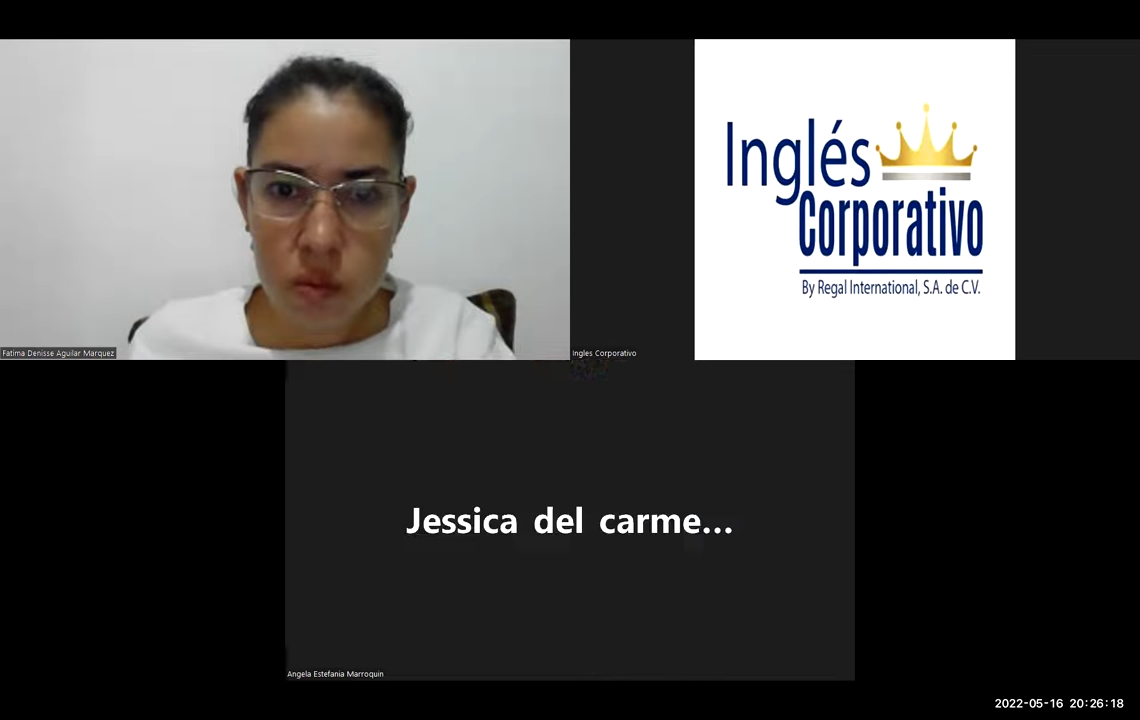 Inglés
Corporativo
By Regal International, S.A. de C.V.
Fatima Denisse Aguilar Marquez
Ingles Corporativo
Jessica del carme...
Angela Estefania Marroquin
2022-05-16 20:26:18